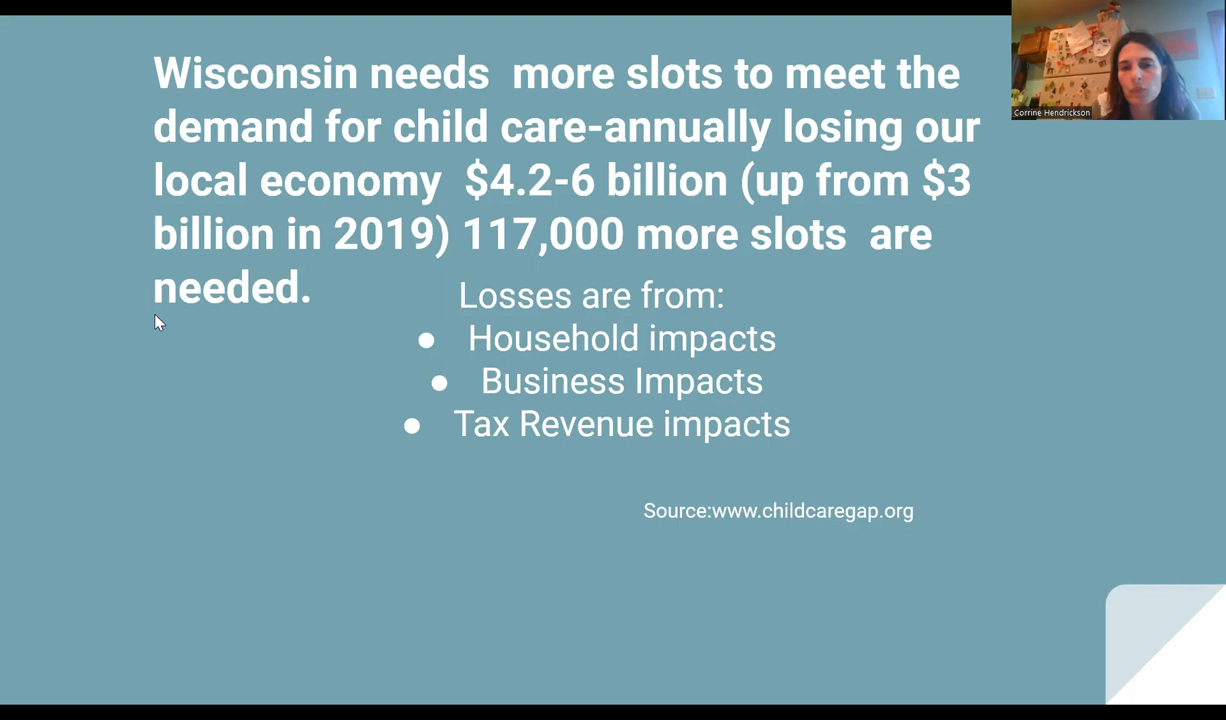 Wisconsin needs  more slots to meet the
demand for child care-annually losing our
local economy  $4.2-6 billion (up from $3
billion in 2019) 117,000 more slots  are
needed.
Losses are from:
● Household impacts
● Business Impacts
● Tax Revenue impacts
Source:www.childcaregap.org
Corrine Hendrickson